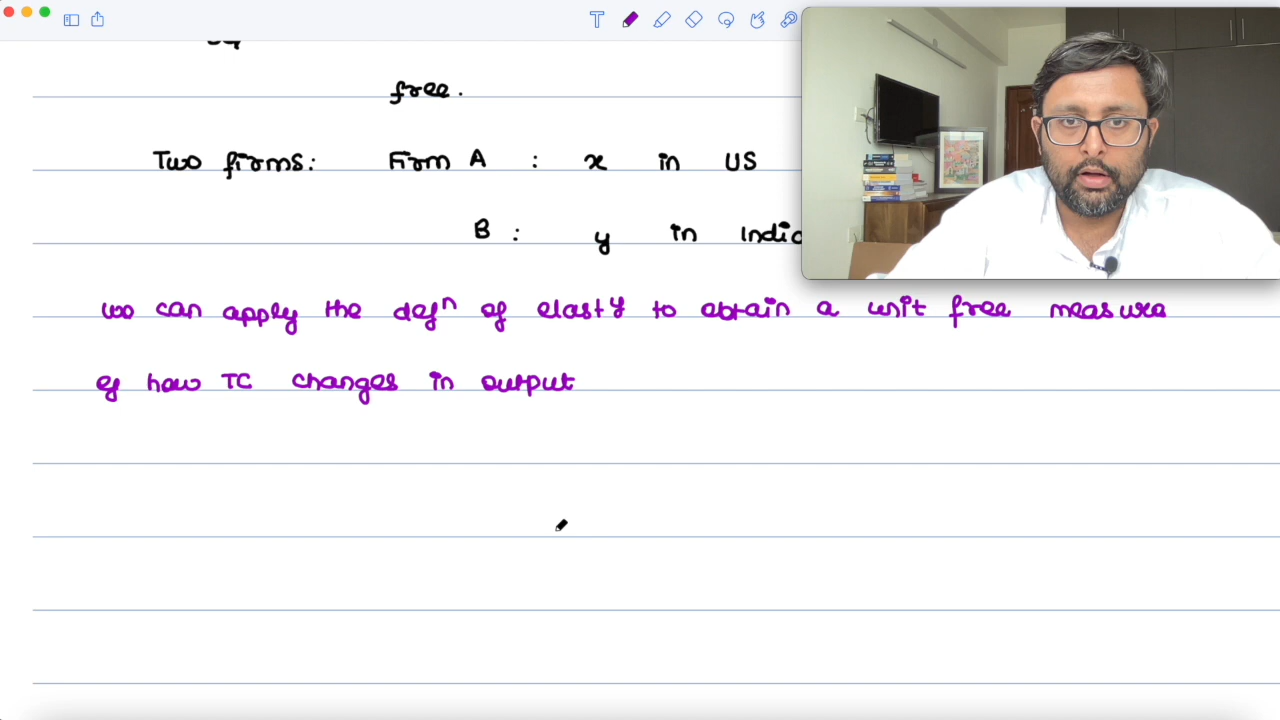 free.
Two firms: Firm A : x in US
B : y in Indic
we can apply the defⁿ of elastY to obtain a unit free measure
of how TC changes in output